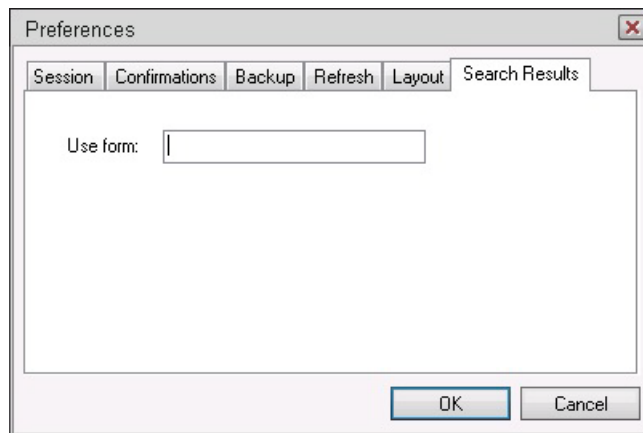 Preferences
Session Confirmations Backup Refresh Layout Search Results
Use form:
OK Cancel